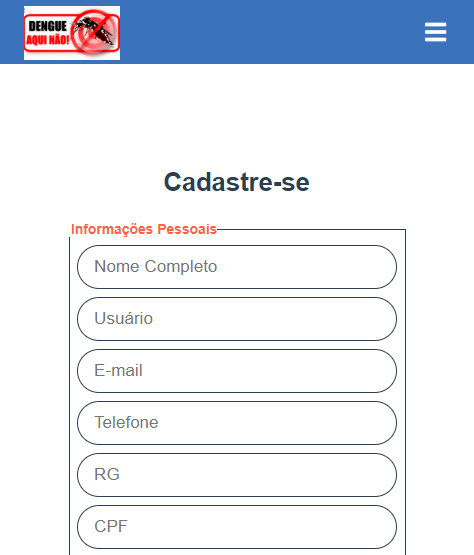 DENGUE
AQUI NÃO!
Cadastre-se
Informações Pessoais
Nome Completo
Usuário
E-mail
Telefone
RG
CPF